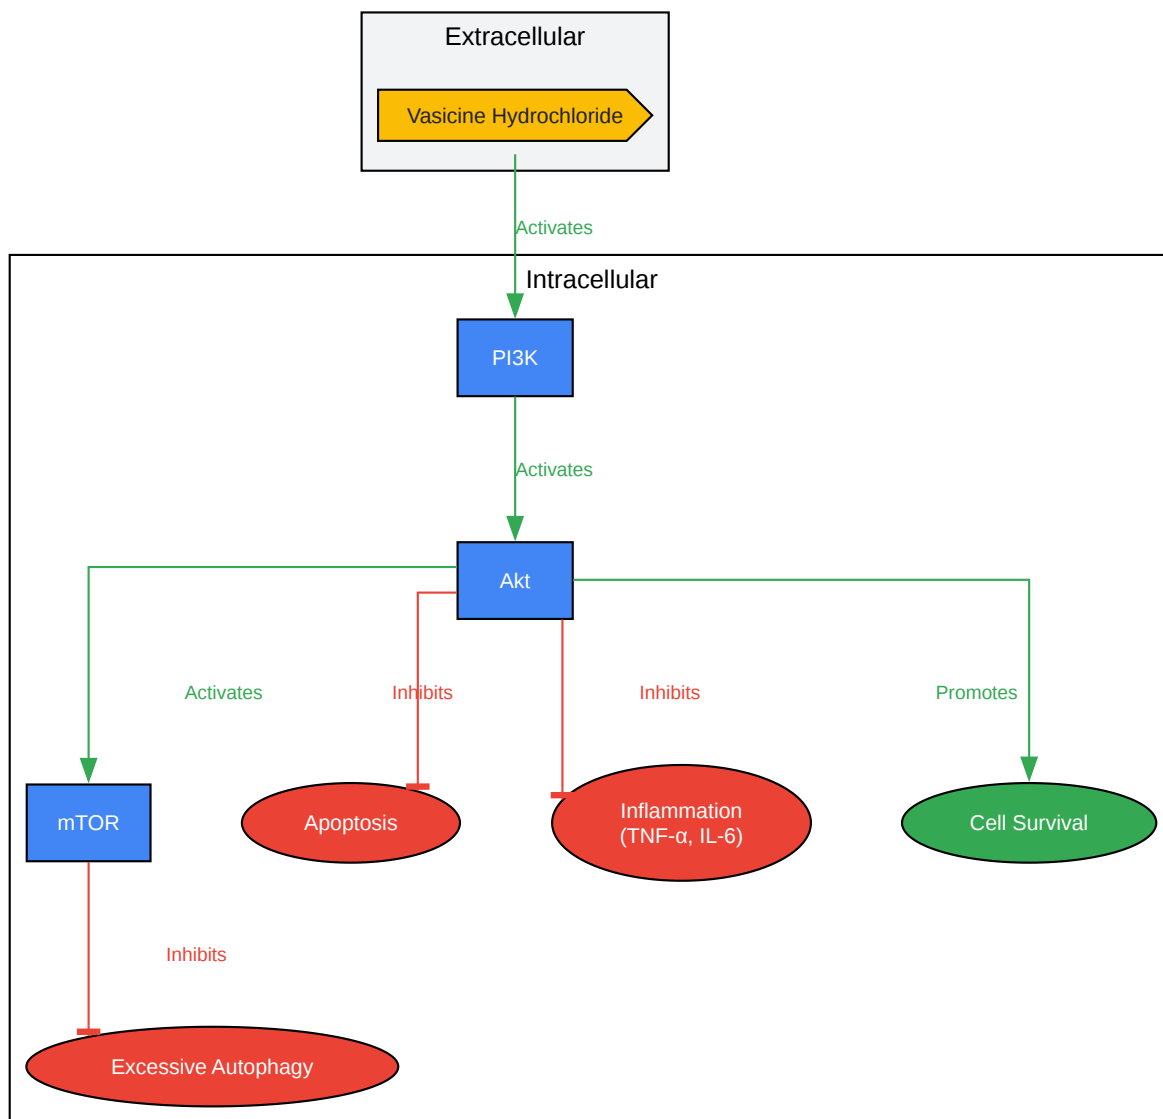 Extracellular
Vasicine Hydrochloride
Activates
Intracellular
PI3K
Activates
Akt
Activates
Inhibits
Inhibits
Promotes
mTOR
Apoptosis
Inflammation
(TNF-α, IL-6)
Cell Survival
Inhibits
Excessive Autophagy